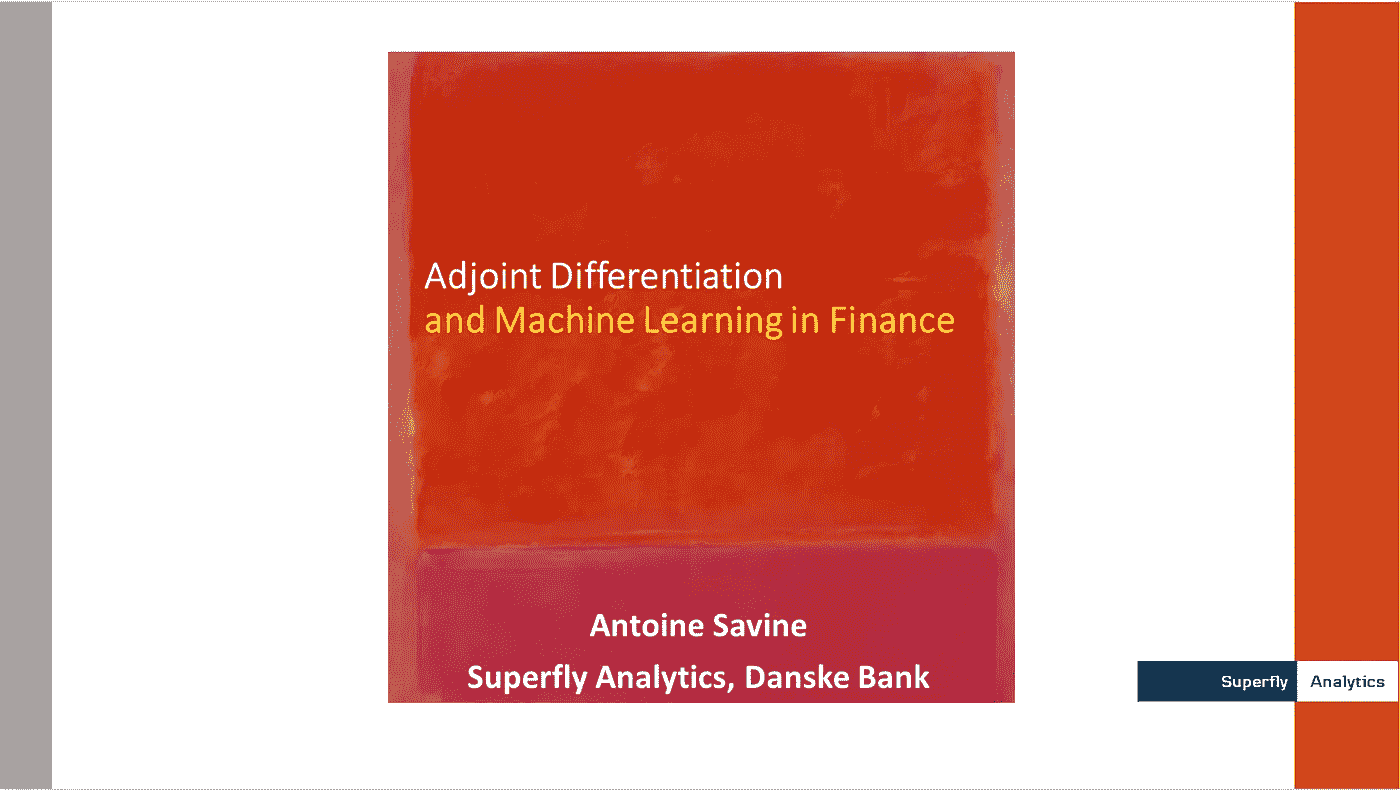 Adjoint Differentiation
and Machine Learning in Finance
Antoine Savine
Superfly Analytics, Danske Bank
Superfly Analytics